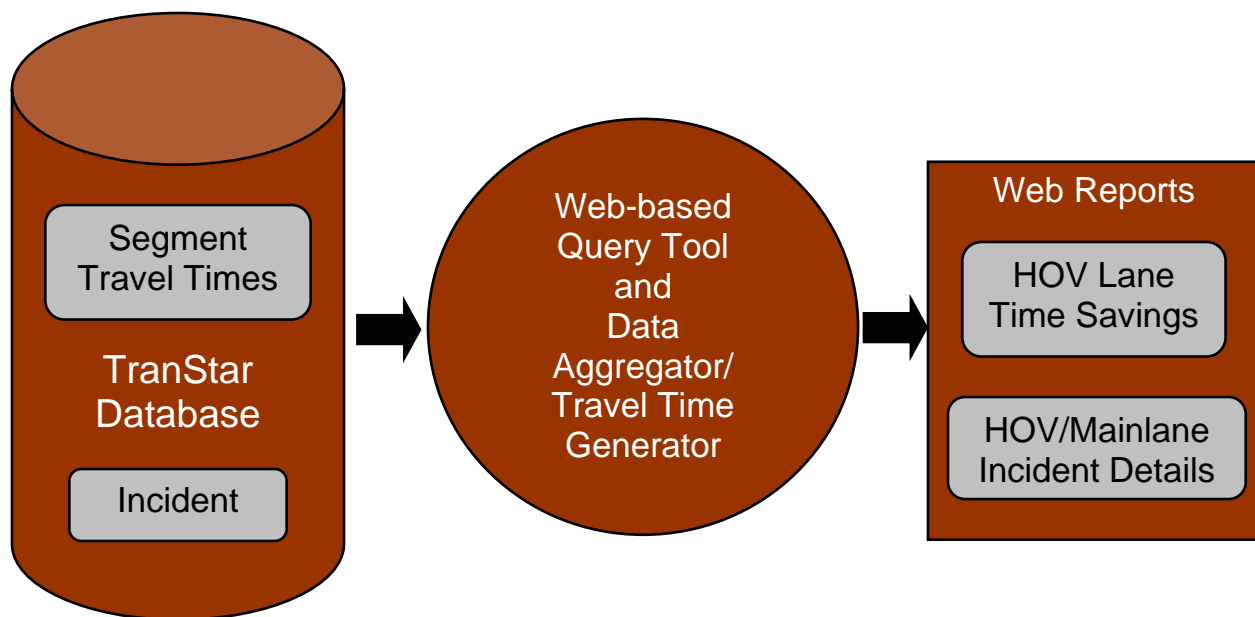 Segment
Travel Times
TranStar
Database
Incident
Web-based
Query Tool
and
Data
Aggregator/
Travel Time
Generator
Web Reports
HOV Lane
Time Savings
HOV/Mainlane
Incident Details